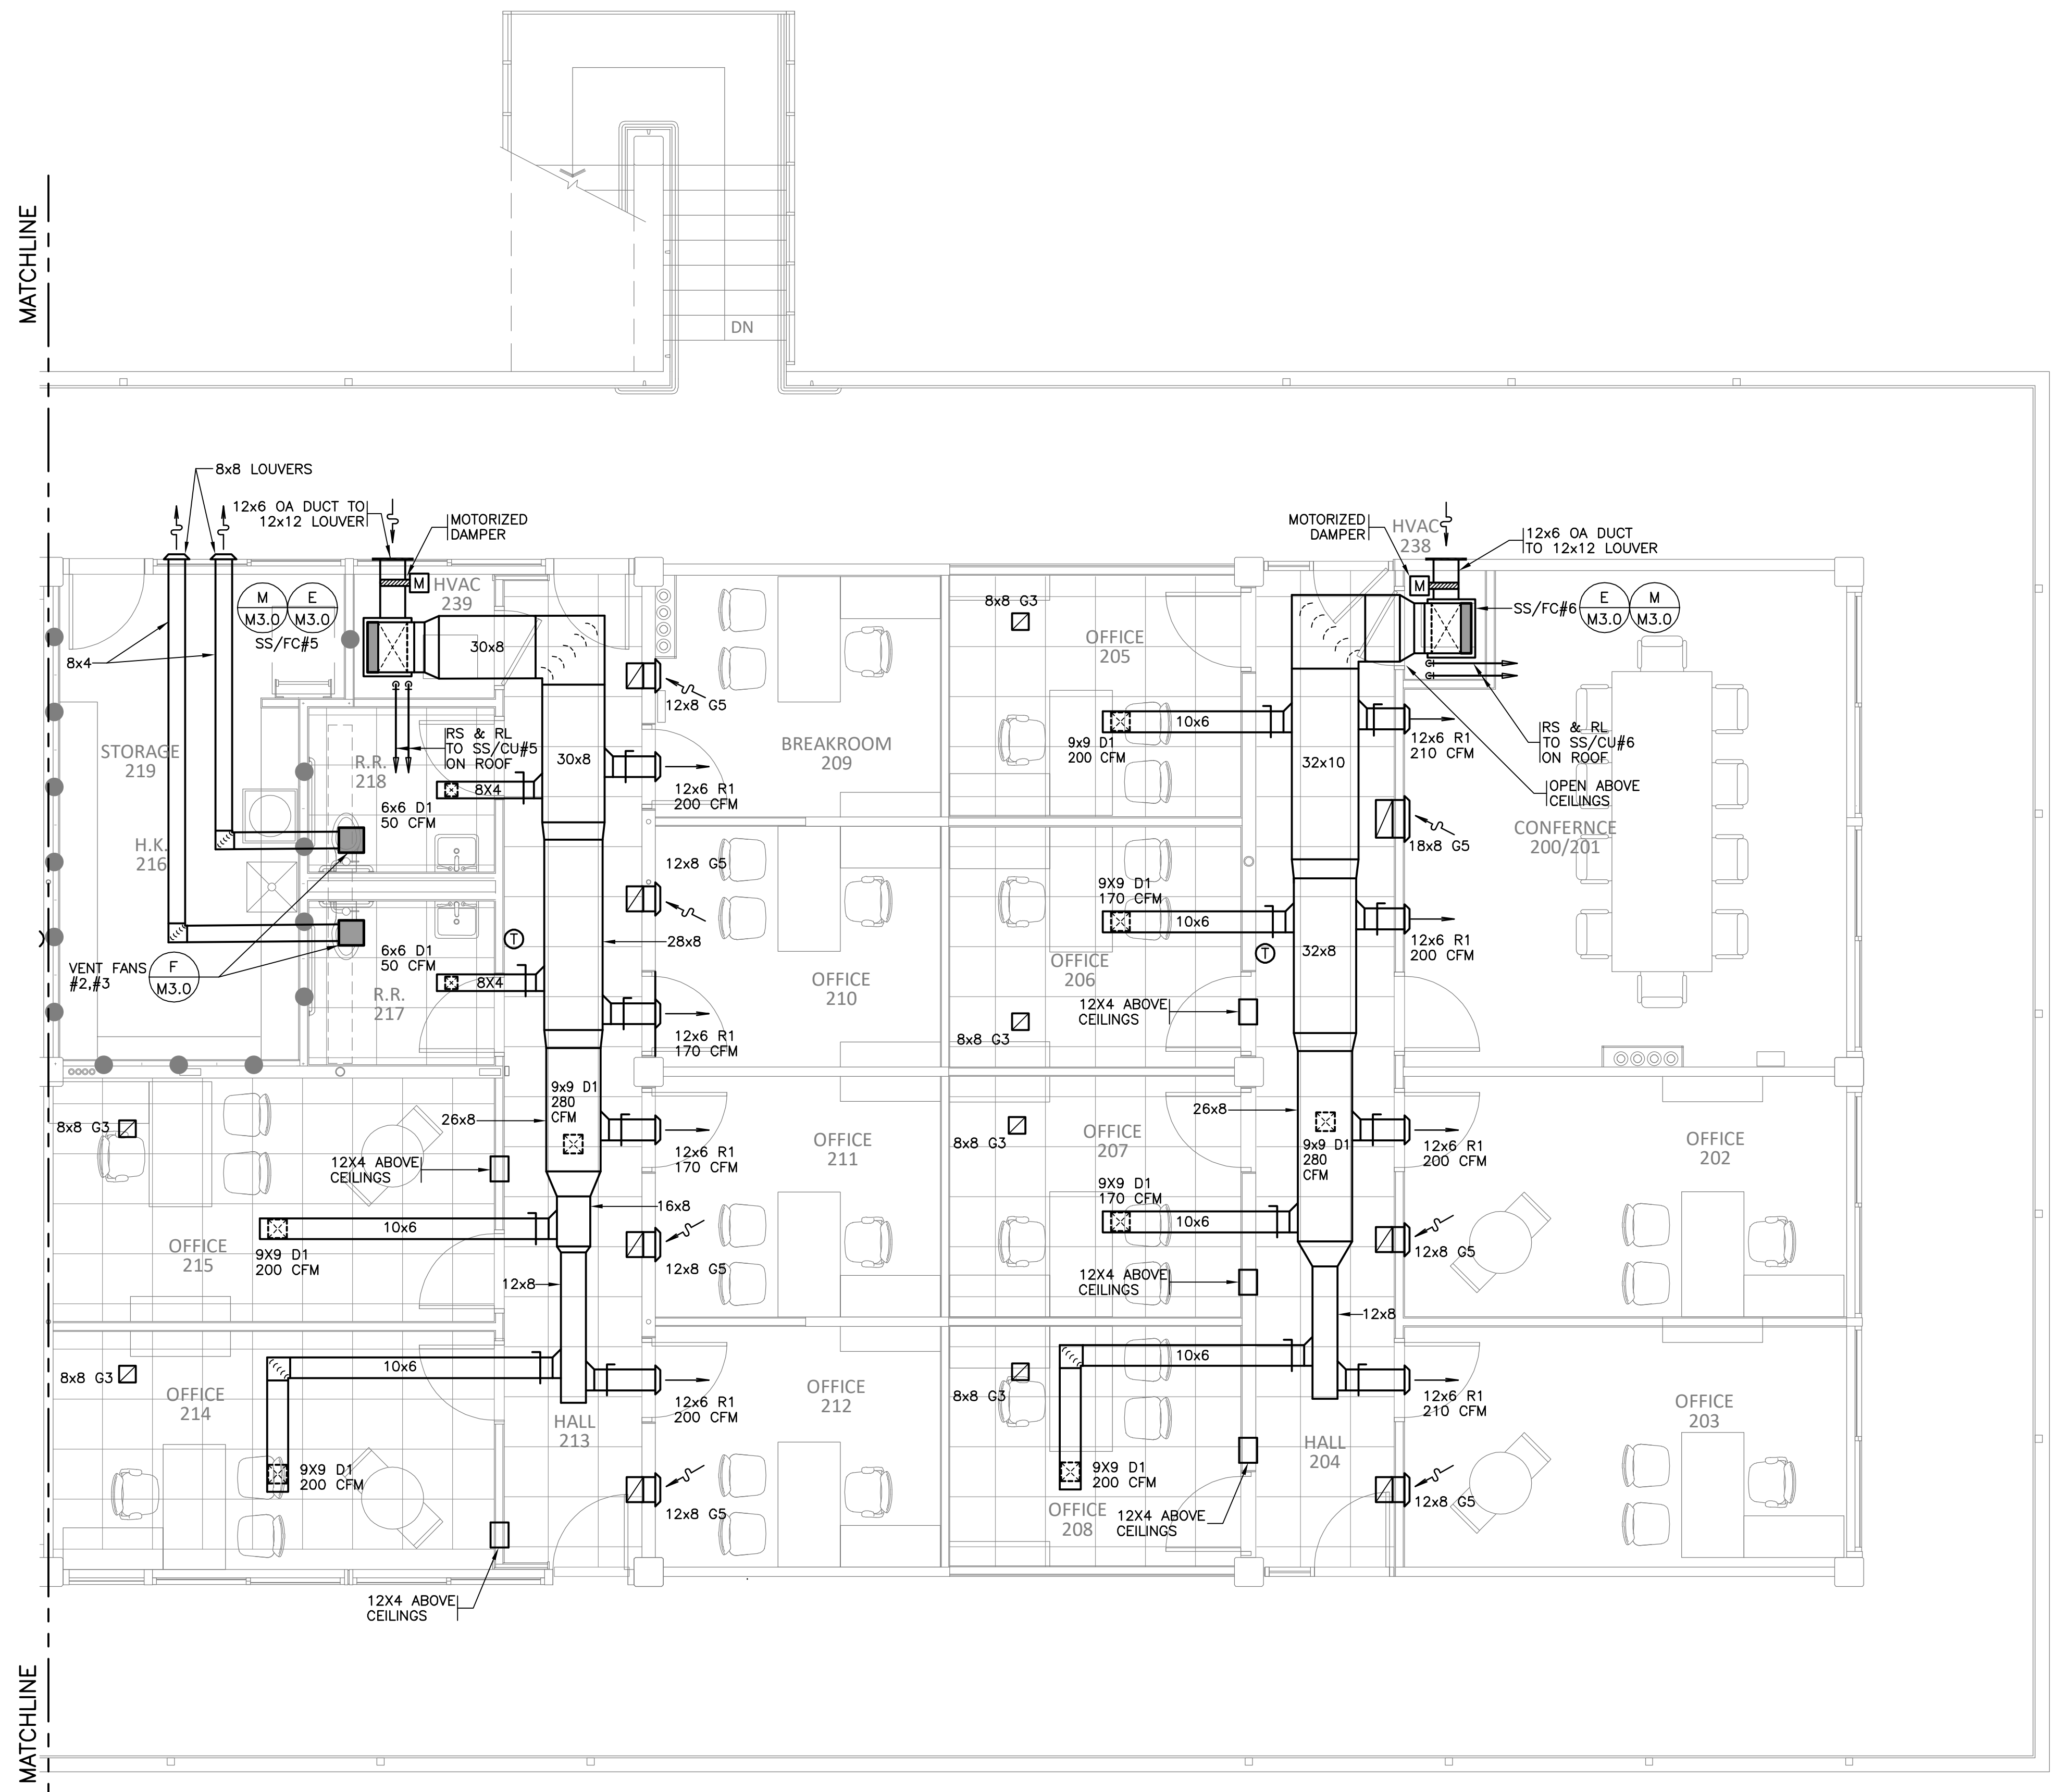 MATCHLINE
DN
8x8 LOUVERS
12x6 OA DUCT TO
12x12 LOUVER
MOTORIZED
DAMPER
M
HVAC
239
M
M3.0
E
M3.0
SS/FC#5
8x4
30x8
12x8 G5
STORAGE
219
R.R.
218
RS & RL
TO SS/CU#5
ON ROOF
30x8
8X4
12x6 R1
200 CFM
6x6 D1
50 CFM
H.K.
216
BREAKROOM
209
12x8 G5
T
28x8
VENT FANS
#2,#3
F
M3.0
6x6 D1
50 CFM
8X4
R.R.
217
OFFICE
210
12x6 R1
170 CFM
8x8 G3
26x8
9x9 D1
280
CFM
12X4 ABOVE
CEILINGS
12x6 R1
170 CFM
OFFICE
211
16x8
10x6
OFFICE
215
9X9 D1
200 CFM
12x8 G5
12x8
8x8 G3
OFFICE
214
10x6
12x6 R1
200 CFM
OFFICE
212
HALL
213
9X9 D1
200 CFM
12x8 G5
12X4 ABOVE
CEILINGS
MOTORIZED
DAMPER
HVAC
238
M
12x6 OA DUCT
TO 12x12 LOUVER
SS/FC#6
E
M3.0
M
M3.0
8x8 G3
OFFICE
205
10x6
9x9 D1
200 CFM
12x6 R1
210 CFM
RS & RL
TO SS/CU#6
ON ROOF
32x10
OPEN ABOVE
CEILINGS
18x8 G5
CONFERNCE
200/201
9X9 D1
170 CFM
10x6
12x6 R1
200 CFM
T
32x8
OFFICE
206
12X4 ABOVE
CEILINGS
8x8 G3
26x8
8x8 G3
OFFICE
207
9x9 D1
280
CFM
12x6 R1
200 CFM
OFFICE
202
9X9 D1
170 CFM
10x6
12x8 G5
12X4 ABOVE
CEILINGS
12x8
10x6
8x8 G3
12x6 R1
210 CFM
OFFICE
203
HALL
204
9X9 D1
200 CFM
OFFICE
208
12X4 ABOVE
CEILINGS
12x8 G5
MATCHLINE